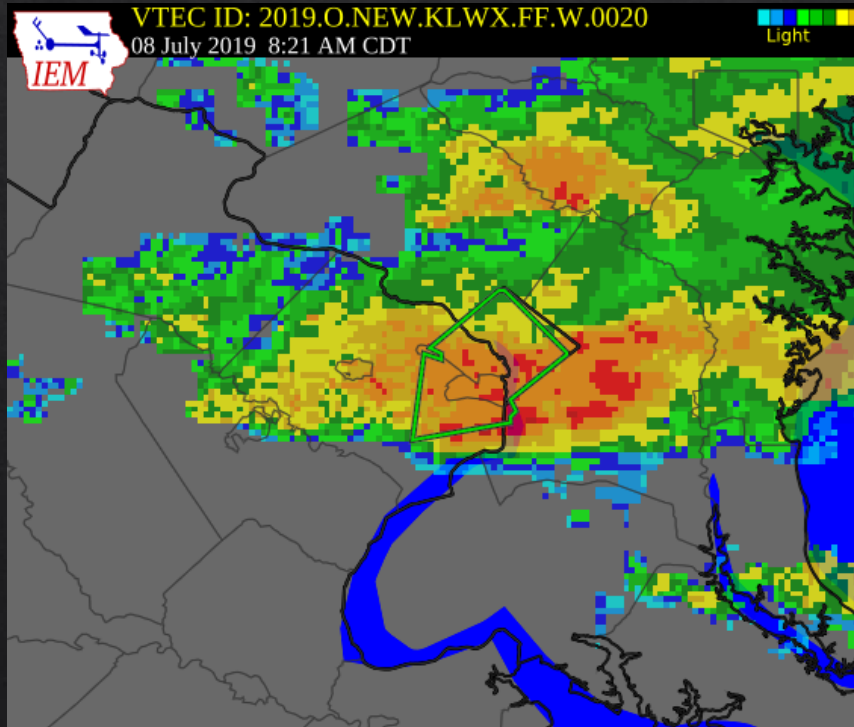 VTEC ID: 2019.O.NEW.KLWX.FF.W.0020
08 July 2019 8:21 AM CDT
IEM
Light